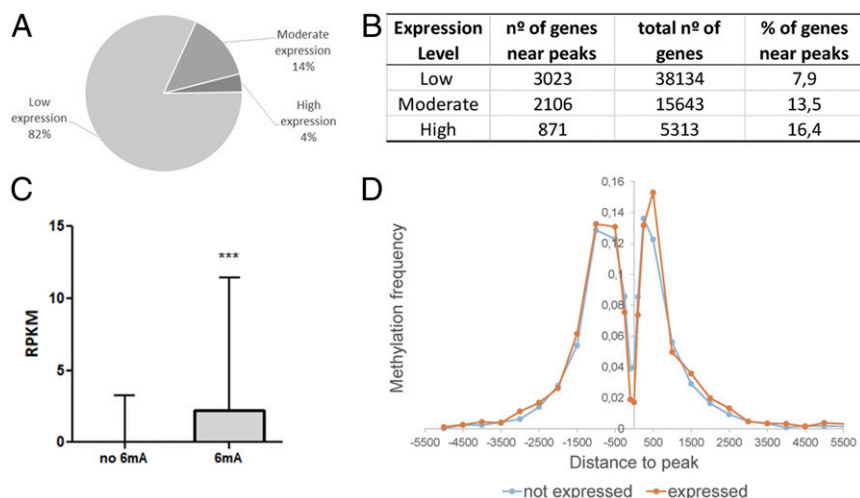 A
Moderate
expression
14%
High
expression
4%
Low
expression
82%
B
Expression Level nº of genes near peaks total nº of genes % of genes near peaks
Low 3023 38134 7,9
Moderate 2106 15643 13,5
High 871 5313 16,4
C
15
10
5
0
RPKM
***
no 6mA 6mA
D
0,16
0,14
0,12
0,1
0,08
0,06
0,04
0,02
0
Methylation frequency
-5500 -4500 -3500 -2500 -1500 -500 500 1500 2500 3500 4500 5500
Distance to peak
not expressed expressed